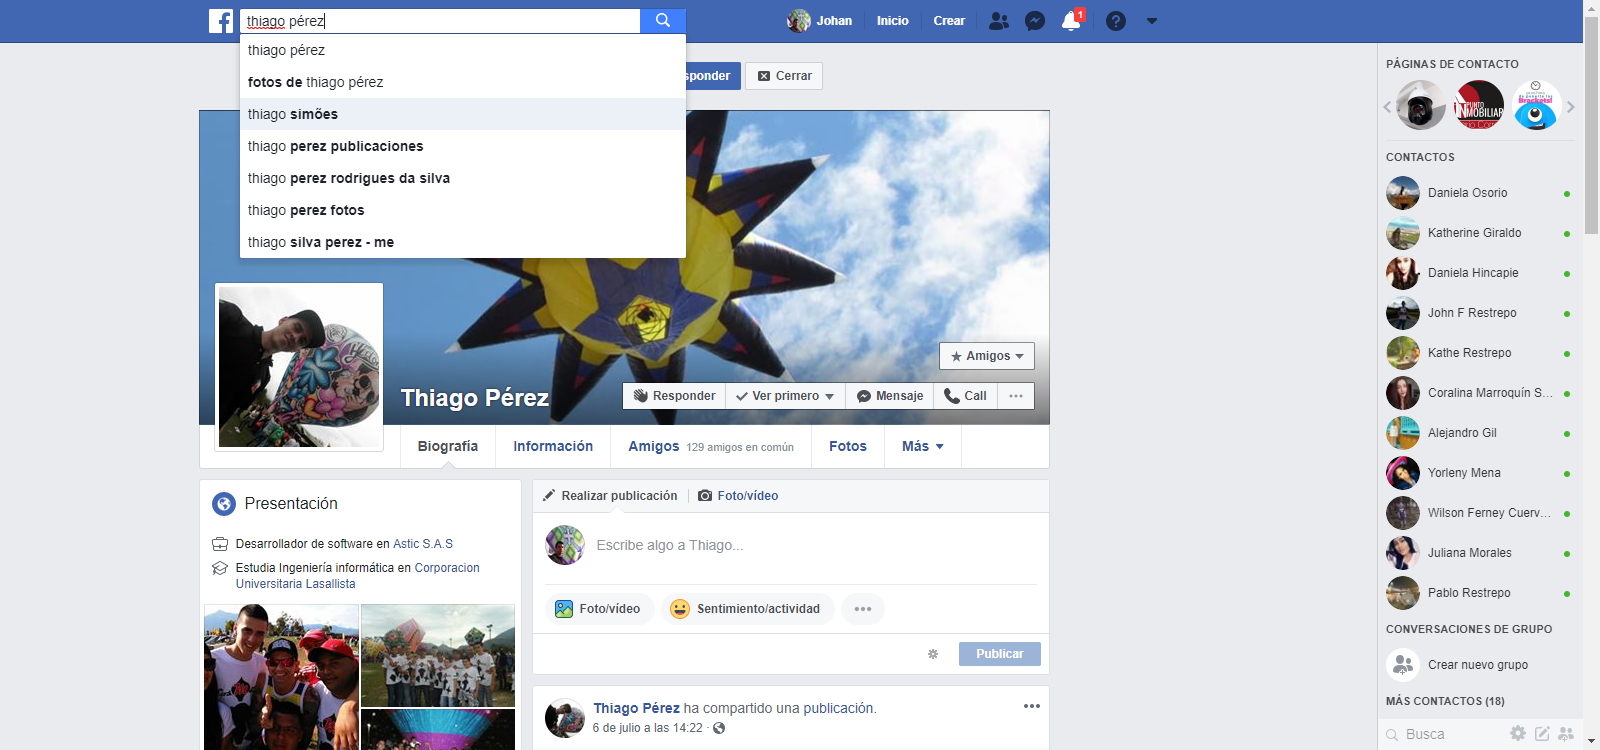 thiago pérez
Johan
Inicio
Crear
1
thiago pérez
fotos de thiago pérez
thiago simões
thiago perez publicaciones
thiago perez rodrigues da silva
thiago perez fotos
thiago silva perez - me
sponder
Cerrar
Amigos
Thiago Pérez
Responder
Ver primero
Mensaje
Call
Biografía
Información
Amigos 129 amigos en común
Fotos
Más
Presentación
Desarrollador de software en Astic S.A.S
Estudia Ingeniería informática en Corporacion
Universitaria Lasallista
Realizar publicación
Foto/vídeo
Escribe algo a Thiago...
Foto/vídeo
Sentimiento/actividad
Publicar
Thiago Pérez ha compartido una publicación.
6 de julio a las 14:22 ·
PÁGINAS DE CONTACTO
PUNTO
INMOBILIAR
Brackets!
CONTACTOS
Daniela Osorio
Katherine Giraldo
Daniela Hincapie
John F Restrepo
Kathe Restrepo
Coralina Marroquín S...
Alejandro Gil
Yorleny Mena
Wilson Ferney Cuerv...
Juliana Morales
Pablo Restrepo
CONVERSACIONES DE GRUPO
Crear nuevo grupo
MÁS CONTACTOS (18)
Busca